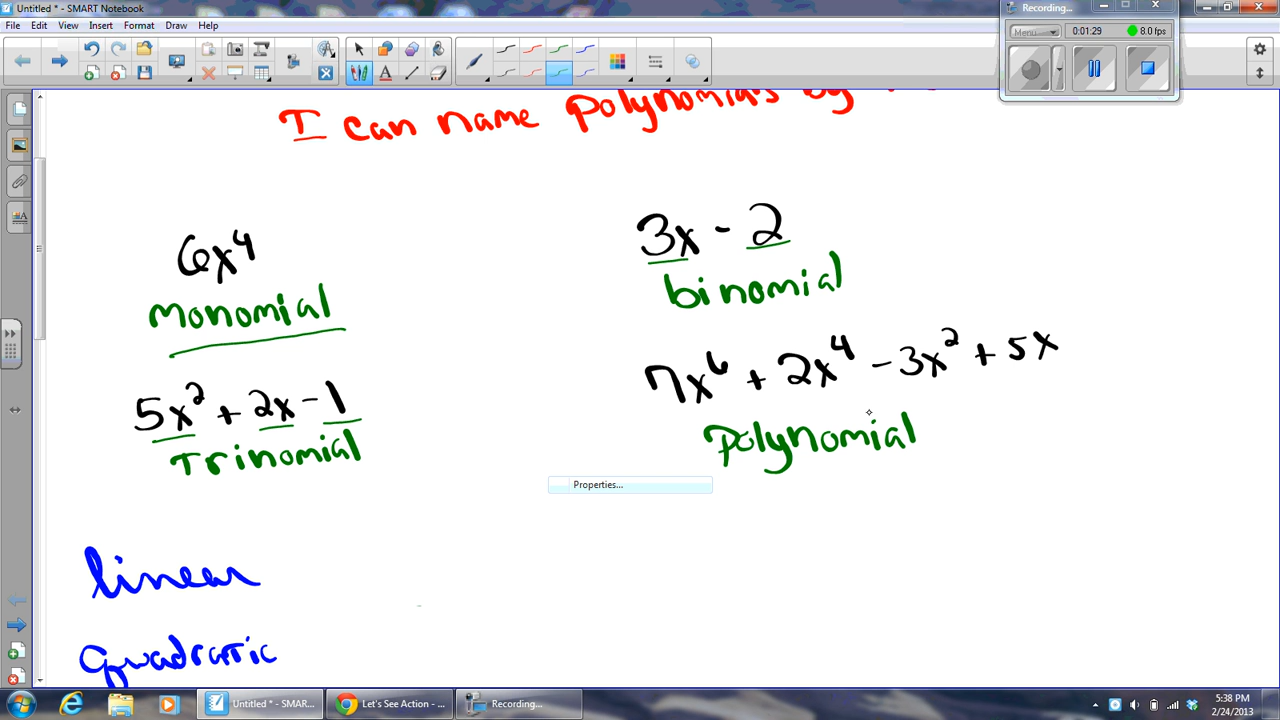 Untitled * - SMART Notebook
File Edit View Insert Format Draw Help
Recording...
Menu 00:01:29 8.0 fps
I can name polynomials by
6x⁴
monomial
3x - 2
binomial
5x² + 2x - 1
Trinomial
7x⁶ + 2x⁴ - 3x² + 5x
polynomial
Properties...
linear
quadratic
Untitled * - SMAR...
Let's See Action - ...
Recording...
5:38 PM
2/24/2013